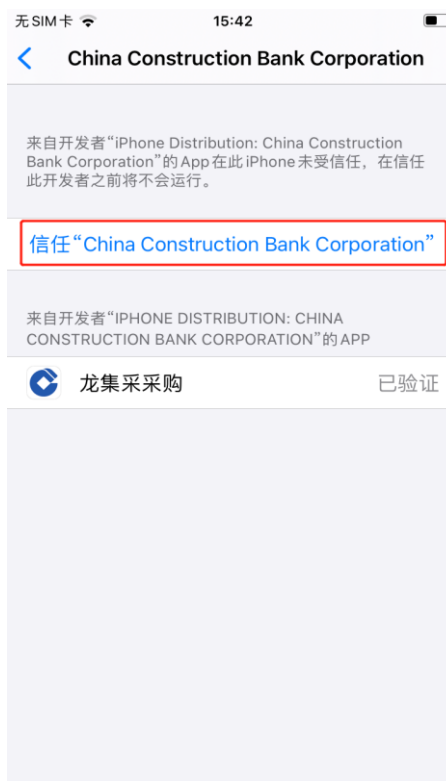 无SIM卡 15:42
China Construction Bank Corporation
来自开发者“iPhone Distribution: China Construction
Bank Corporation”的App在此iPhone未受信任，在信任
此开发者之前将不会运行。
信任“China Construction Bank Corporation”
来自开发者“IPHONE DISTRIBUTION: CHINA
CONSTRUCTION BANK CORPORATION”的APP
龙集采采购 已验证